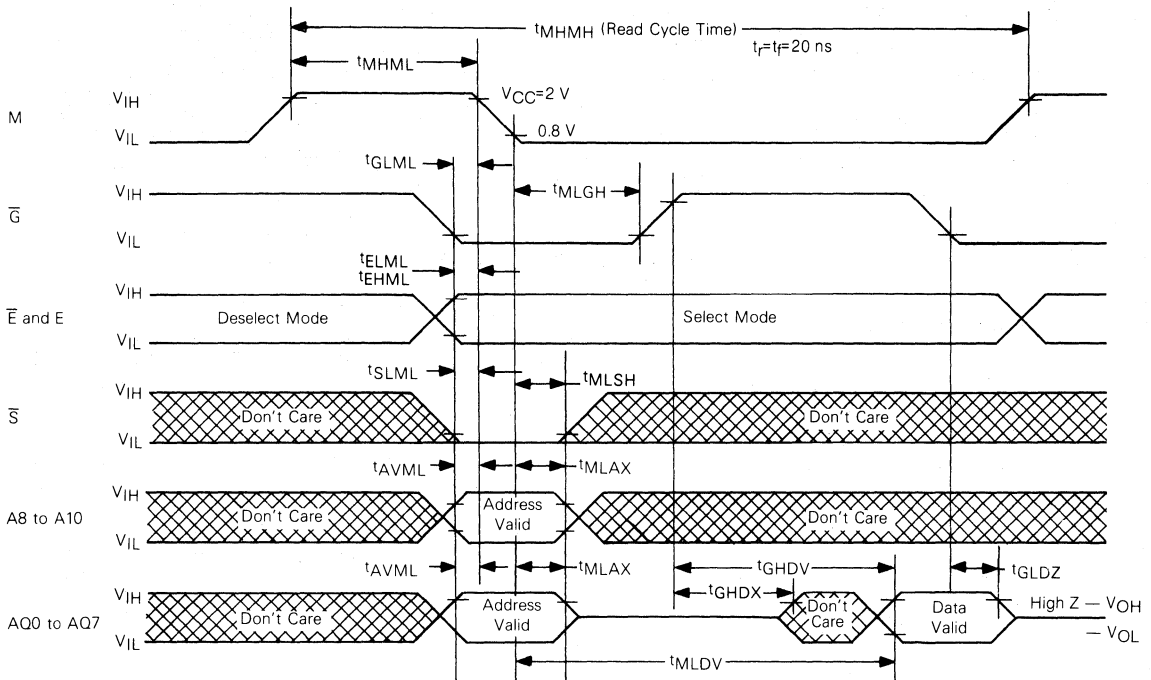 tMHMH (Read Cycle Time)
tr=tf=20 ns
tMHML
M
VIH
VCC=2 V
VIL
0.8 V
tGLML
tMLGH
G̅
VIH
VIL
tELML
tEHML
E̅ and E
VIH
Deselect Mode
Select Mode
VIL
tSLML
tMLSH
S̅
VIH
Don't Care
Don't Care
VIL
tAVML
tMLAX
A8 to A10
VIH
Don't Care
Address
Valid
Don't Care
VIL
tAVML
tMLAX
tGHDV
tGLDZ
tGHDX
AQ0 to AQ7
VIH
Don't Care
Address
Valid
Don't
Care
Data
Valid
High Z – VOH
VIL
– VOL
tMLDV